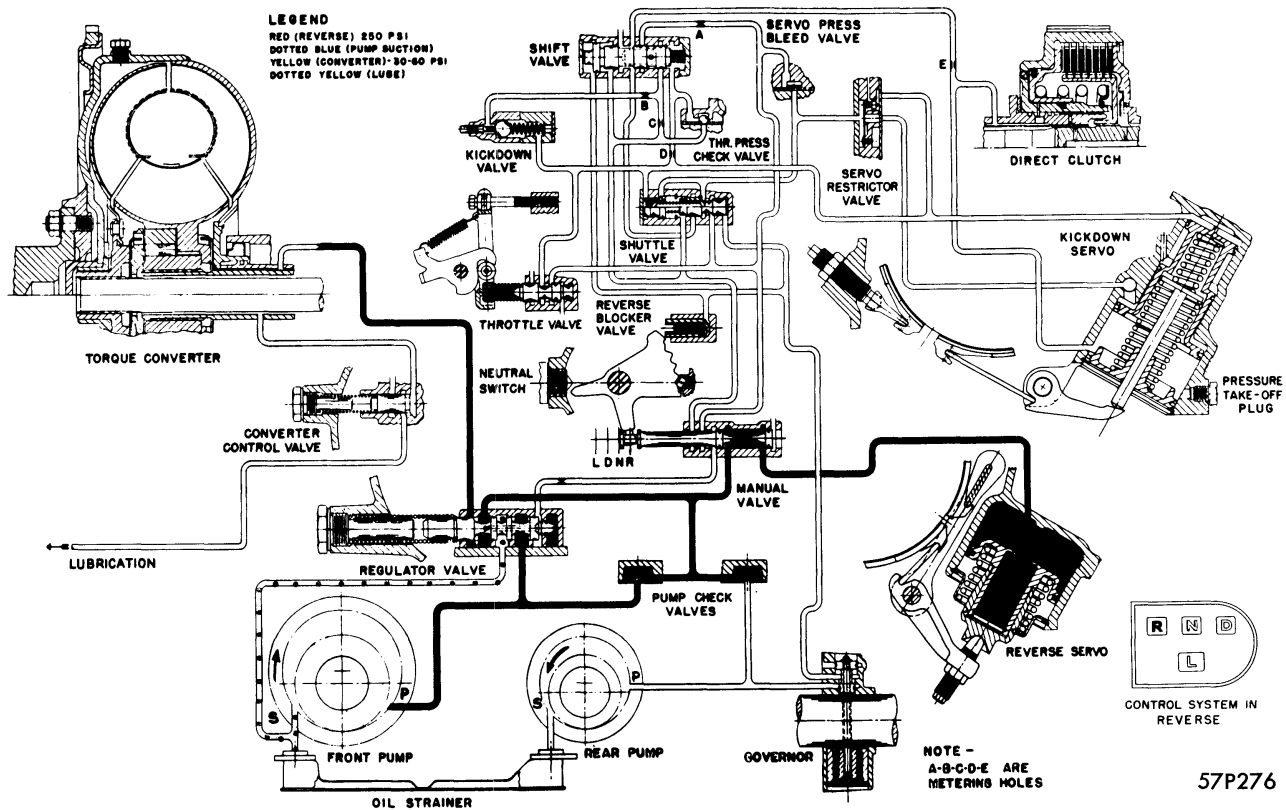 LEGEND
RED (REVERSE) 250 PSI
DOTTED BLUE (PUMP SUCTION)
YELLOW (CONVERTER)-30-60 PSI
DOTTED YELLOW (LUBE)
SHIFT
VALVE
A
SERVO PRESS
BLEED VALVE
E
B
C
D
KICKDOWN
VALVE
THR. PRESS
CHECK VALVE
SERVO
RESTRICTOR
VALVE
DIRECT CLUTCH
SHUTTLE
VALVE
KICKDOWN
SERVO
THROTTLE VALVE
REVERSE
BLOCKER
VALVE
TORQUE CONVERTER
NEUTRAL
SWITCH
PRESSURE
TAKE-OFF
PLUG
CONVERTER
CONTROL VALVE
L D N R
MANUAL
VALVE
LUBRICATION
REGULATOR VALVE
PUMP CHECK
VALVES
REVERSE SERVO
R N D
L
CONTROL SYSTEM IN
REVERSE
P
S
FRONT PUMP
P
S
REAR PUMP
GOVERNOR
NOTE -
A-B-C-D-E ARE
METERING HOLES
OIL STRAINER
57P276